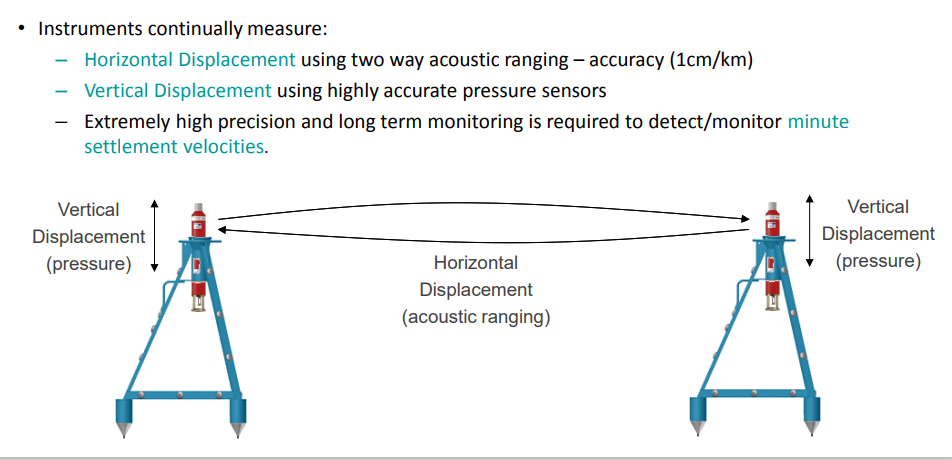 • Instruments continually measure:
– Horizontal Displacement using two way acoustic ranging – accuracy (1cm/km)
– Vertical Displacement using highly accurate pressure sensors
– Extremely high precision and long term monitoring is required to detect/monitor minute
settlement velocities.
Vertical
Displacement
(pressure)
Horizontal
Displacement
(acoustic ranging)
Vertical
Displacement
(pressure)